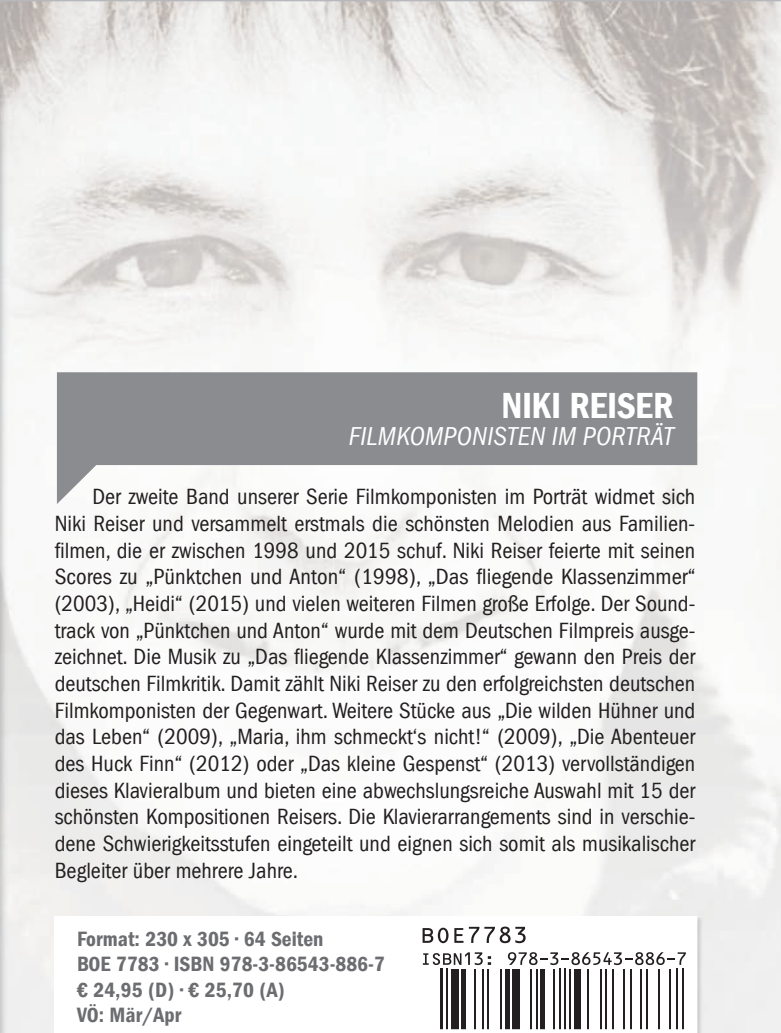 NIKI REISER
FILMKOMPONISTEN IM PORTRÄT
Der zweite Band unserer Serie Filmkomponisten im Porträt widmet sich
Niki Reiser und versammelt erstmals die schönsten Melodien aus Familien-
filmen, die er zwischen 1998 und 2015 schuf. Niki Reiser feierte mit seinen
Scores zu „Pünktchen und Anton“ (1998), „Das fliegende Klassenzimmer“
(2003), „Heidi“ (2015) und vielen weiteren Filmen große Erfolge. Der Sound-
track von „Pünktchen und Anton“ wurde mit dem Deutschen Filmpreis ausge-
zeichnet. Die Musik zu „Das fliegende Klassenzimmer“ gewann den Preis der
deutschen Filmkritik. Damit zählt Niki Reiser zu den erfolgreichsten deutschen
Filmkomponisten der Gegenwart. Weitere Stücke aus „Die wilden Hühner und
das Leben“ (2009), „Maria, ihm schmeckt‘s nicht!“ (2009), „Die Abenteuer
des Huck Finn“ (2012) oder „Das kleine Gespenst“ (2013) vervollständigen
dieses Klavieralbum und bieten eine abwechslungsreiche Auswahl mit 15 der
schönsten Kompositionen Reisers. Die Klavierarrangements sind in verschie-
dene Schwierigkeitsstufen eingeteilt und eignen sich somit als musikalischer
Begleiter über mehrere Jahre.
Format: 230 x 305 · 64 Seiten
BOE 7783 · ISBN 978-3-86543-886-7
€ 24,95 (D) · € 25,70 (A)
VÖ: Mär/Apr
BOE7783
ISBN13: 978-3-86543-886-7